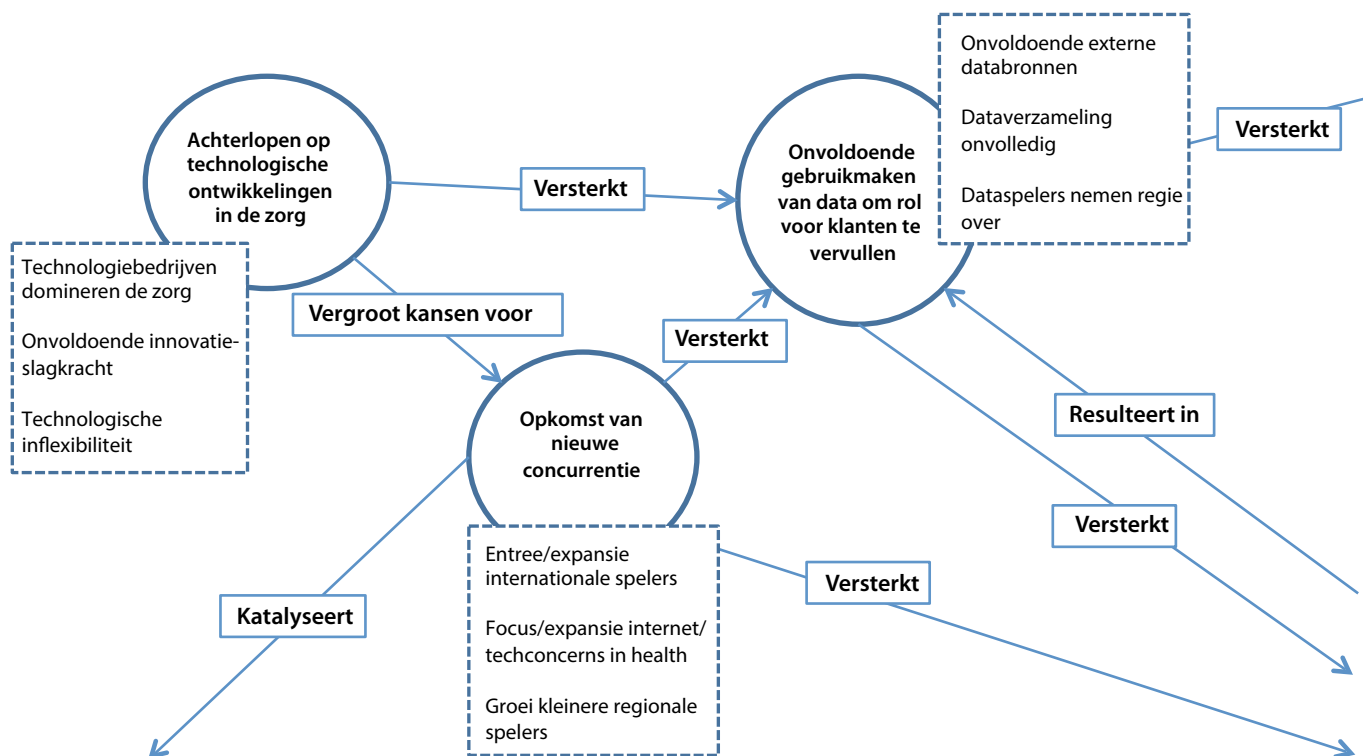 Achterlopen op
technologische
ontwikkelingen
in de zorg
Technologiebedrijven
domineren de zorg
Onvoldoende innovatie-
slagkracht
Technologische
inflexibiliteit
Versterkt
Vergroot kansen voor
Onvoldoende
gebruikmaken
van data om rol
voor klanten te
vervullen
Onvoldoende externe
databronnen
Dataverzameling
onvolledig
Dataspelers nemen regie
over
Versterkt
Versterkt
Opkomst van
nieuwe
concurrentie
Entree/expansie
internationale spelers
Focus/expansie internet/
techconcerns in health
Groei kleinere regionale
spelers
Katalyseert
Versterkt
Resulteert in
Versterkt